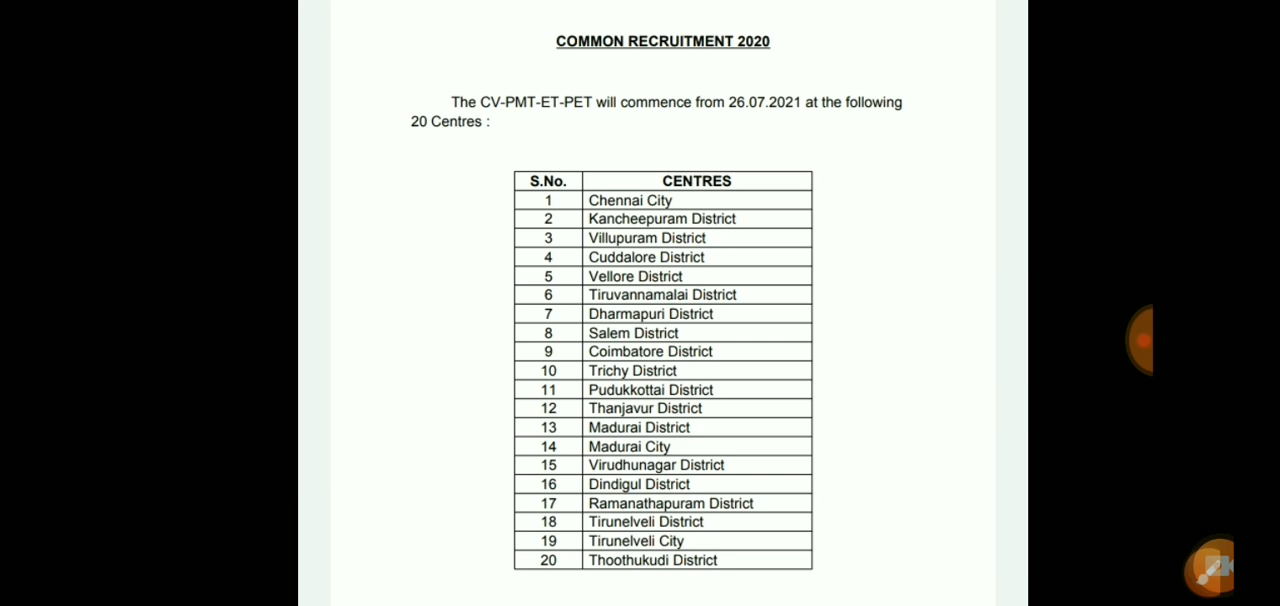 COMMON RECRUITMENT 2020
The CV-PMT-ET-PET will commence from 26.07.2021 at the following
20 Centres :
S.No. CENTRES
1 Chennai City
2 Kancheepuram District
3 Villupuram District
4 Cuddalore District
5 Vellore District
6 Tiruvannamalai District
7 Dharmapuri District
8 Salem District
9 Coimbatore District
10 Trichy District
11 Pudukkottai District
12 Thanjavur District
13 Madurai District
14 Madurai City
15 Virudhunagar District
16 Dindigul District
17 Ramanathapuram District
18 Tirunelveli District
19 Tirunelveli City
20 Thoothukudi District